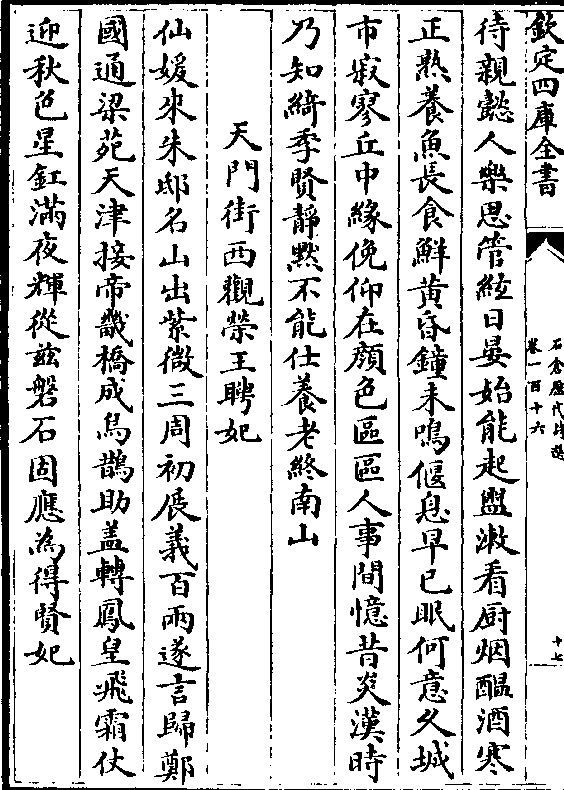 欽定四庫全書
石倉歷代詩選
卷一百十六
十七
待親懿人樂思管絃日晏始能起盥漱看厨烟醖酒寒
正熟養魚長食鮮黄昏鐘未鳴偃息早已眠何意久城
市寂寥丘中緣俛仰在顔色區區人事間憶昔炎漢時
乃知綺季賢静黙不能仕養老終南山
天門街西觀榮王聘妃
仙媛來朱邸名山出紫微三周初展義百兩遂言歸鄭
國通梁苑天津接帝畿橋成烏鵲助盖轉鳳皇飛霜仗
迎秋色星釭滿夜輝從兹磐石固應為得賢妃